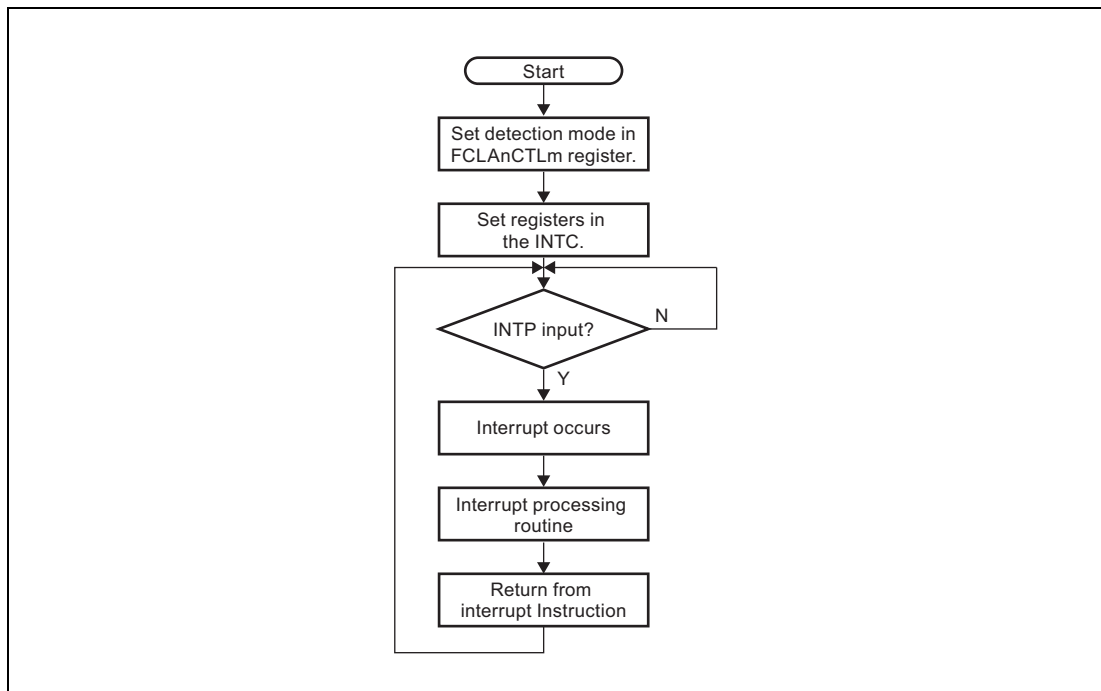 Start
Set detection mode in
FCLAnCTLm register.
Set registers in
the INTC.
INTP input?
N
Y
Interrupt occurs
Interrupt processing
routine
Return from
interrupt Instruction